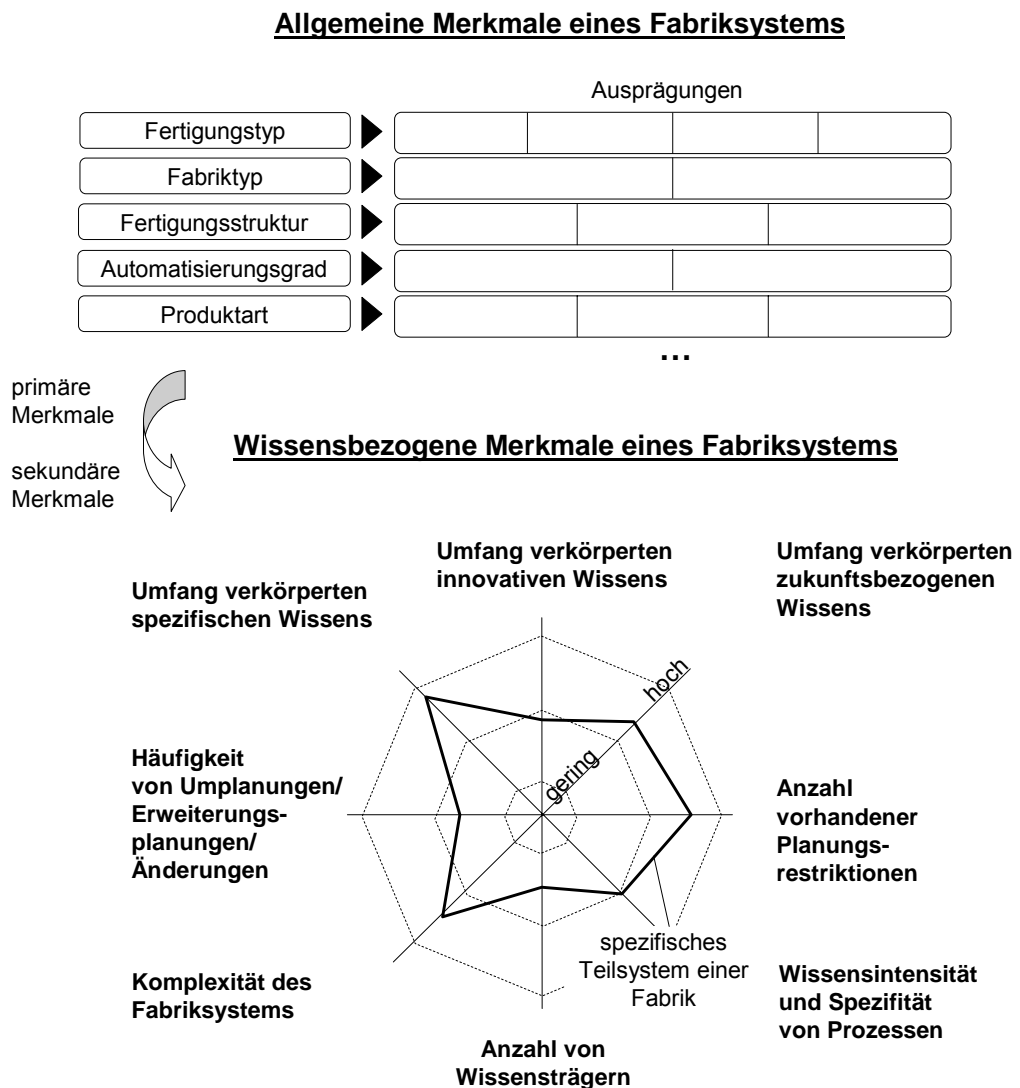 Allgemeine Merkmale eines Fabriksystems
Ausprägungen
Fertigungstyp
Fabriktyp
Fertigungsstruktur
Automatisierungsgrad
Produktart
...
primäre
Merkmale
sekundäre
Merkmale
Wissensbezogene Merkmale eines Fabriksystems
Umfang verkörperten
innovativen Wissens
Umfang verkörperten
zukunftsbezogenen
Wissens
Umfang verkörperten
spezifischen Wissens
hoch
gering
Häufigkeit
von Umplanungen/
Erweiterungs-
planungen/
Änderungen
Anzahl
vorhandener
Planungs-
restriktionen
spezifisches
Teilsystem einer
Fabrik
Komplexität des
Fabriksystems
Wissensintensität
und Spezifität
von Prozessen
Anzahl von
Wissensträgern